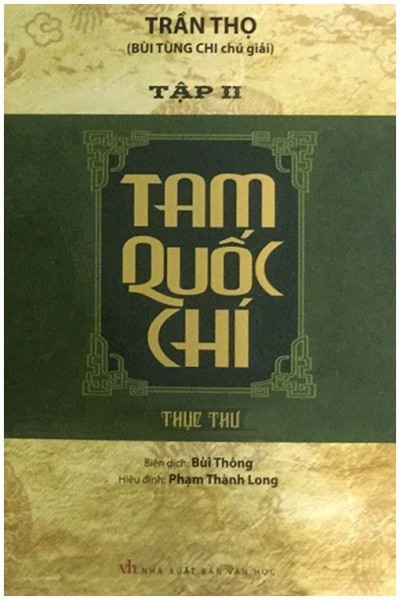 TRẦN THỌ
(BÙI TÙNG CHI chú giải)
TẬP II
TAM
QUỐC
CHÍ
THỤC THƯ
Biên dịch: Bùi Thông
Hiệu đính: Phạm Thành Long
vh NHÀ XUẤT BẢN VĂN HỌC